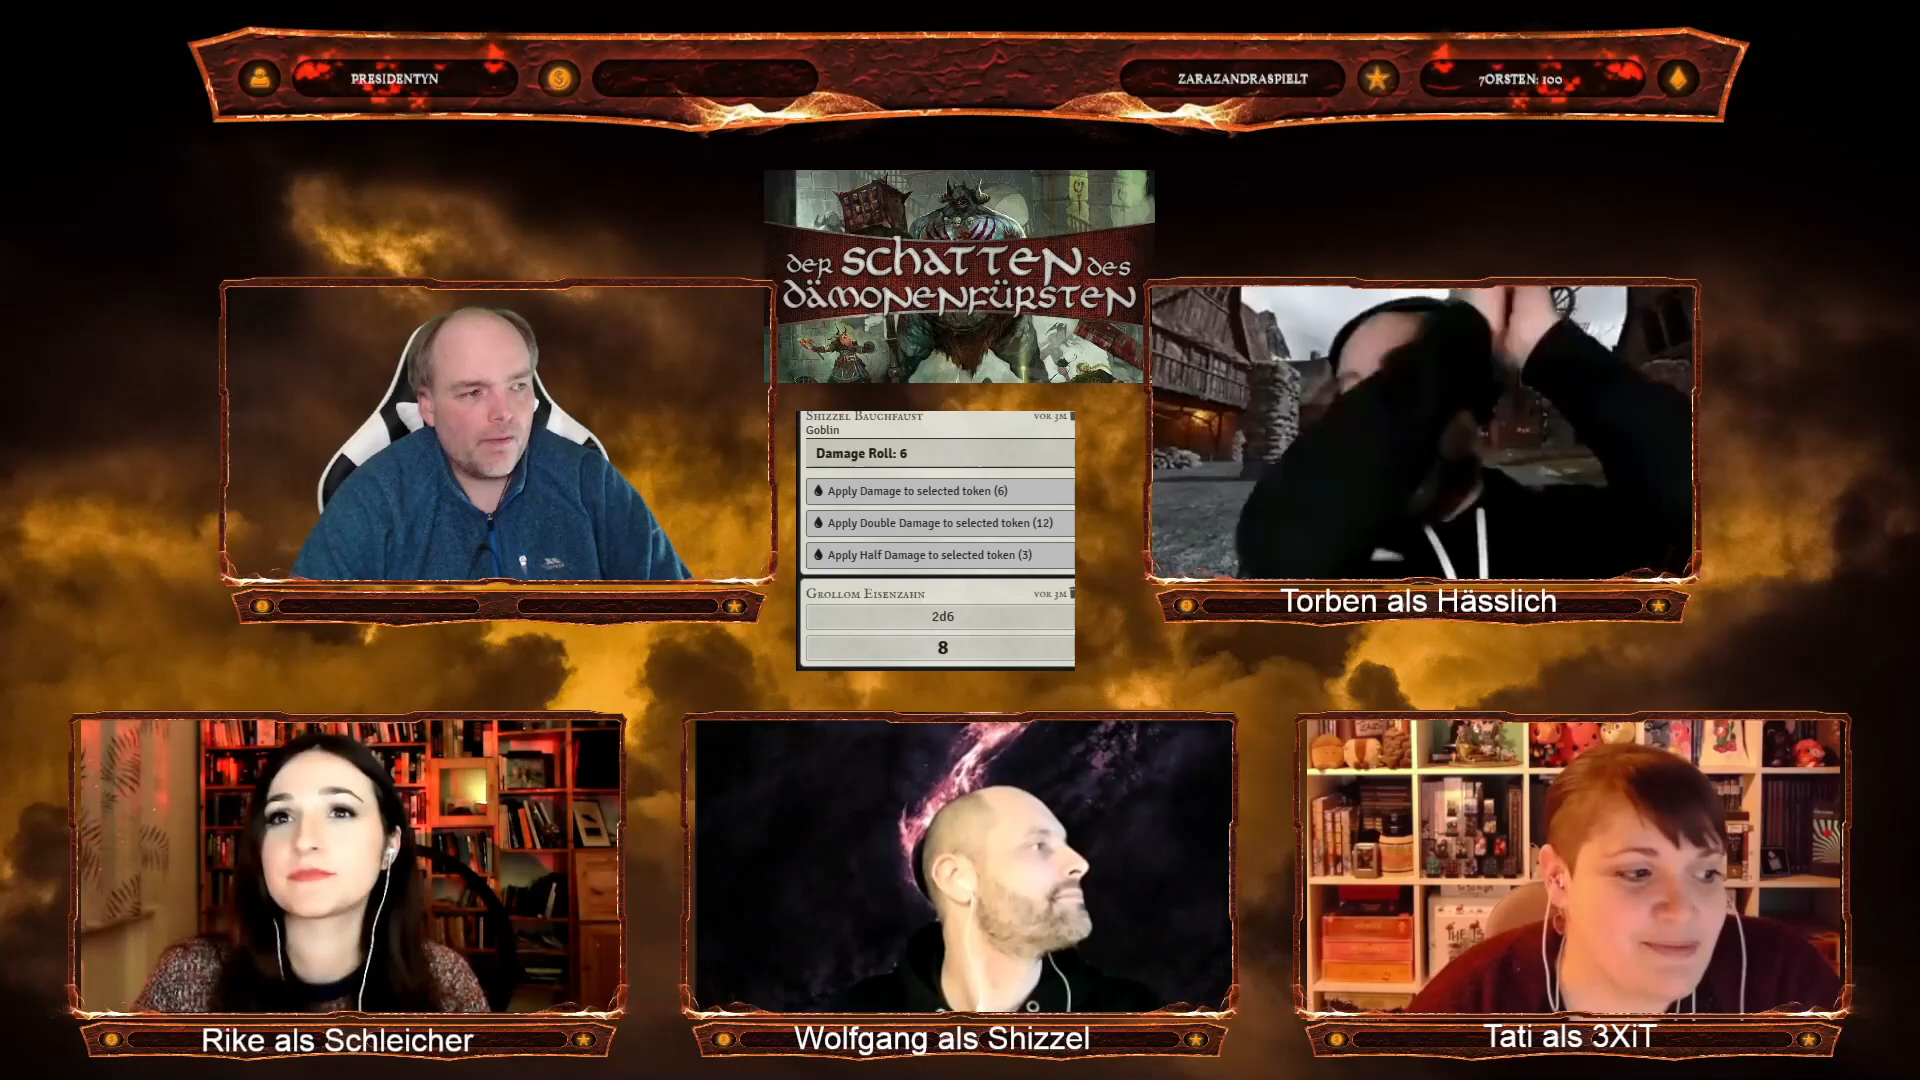 PRESIDENTYN
ZARAZANDRASPIELT
7ORSTEN: 100
DER SCHATTEN DES
DÄMONENFÜRSTEN
Shizzel Bauchfaust vor 3m
Goblin
Damage Roll: 6
Apply Damage to selected token (6)
Apply Double Damage to selected token (12)
Apply Half Damage to selected token (3)
Grollom Eisenzahn vor 3m
2d6
8
Torben als Hässlich
Rike als Schleicher
Wolfgang als Shizzel
Tati als 3XiT